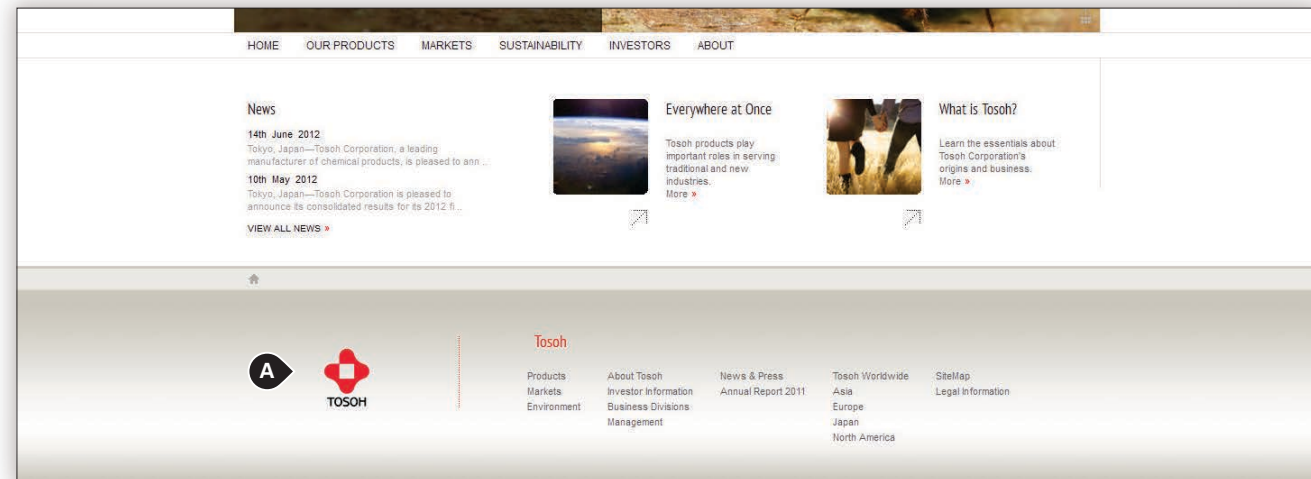 HOME OUR PRODUCTS MARKETS SUSTAINABILITY INVESTORS ABOUT
News
14th June 2012
Tokyo, Japan—Tosoh Corporation, a leading
manufacturer of chemical products, is pleased to ann ..
10th May 2012
Tokyo, Japan—Tosoh Corporation is pleased to
announce its consolidated results for its 2012 fi ..
VIEW ALL NEWS »
Everywhere at Once
Tosoh products play
important roles in serving
traditional and new
industries.
More »
What is Tosoh?
Learn the essentials about
Tosoh Corporation's
origins and business.
More »
A
TOSOH
Tosoh
Products
Markets
Environment
About Tosoh
Investor Information
Business Divisions
Management
News & Press
Annual Report 2011
Tosoh Worldwide
Asia
Europe
Japan
North America
SiteMap
Legal Information